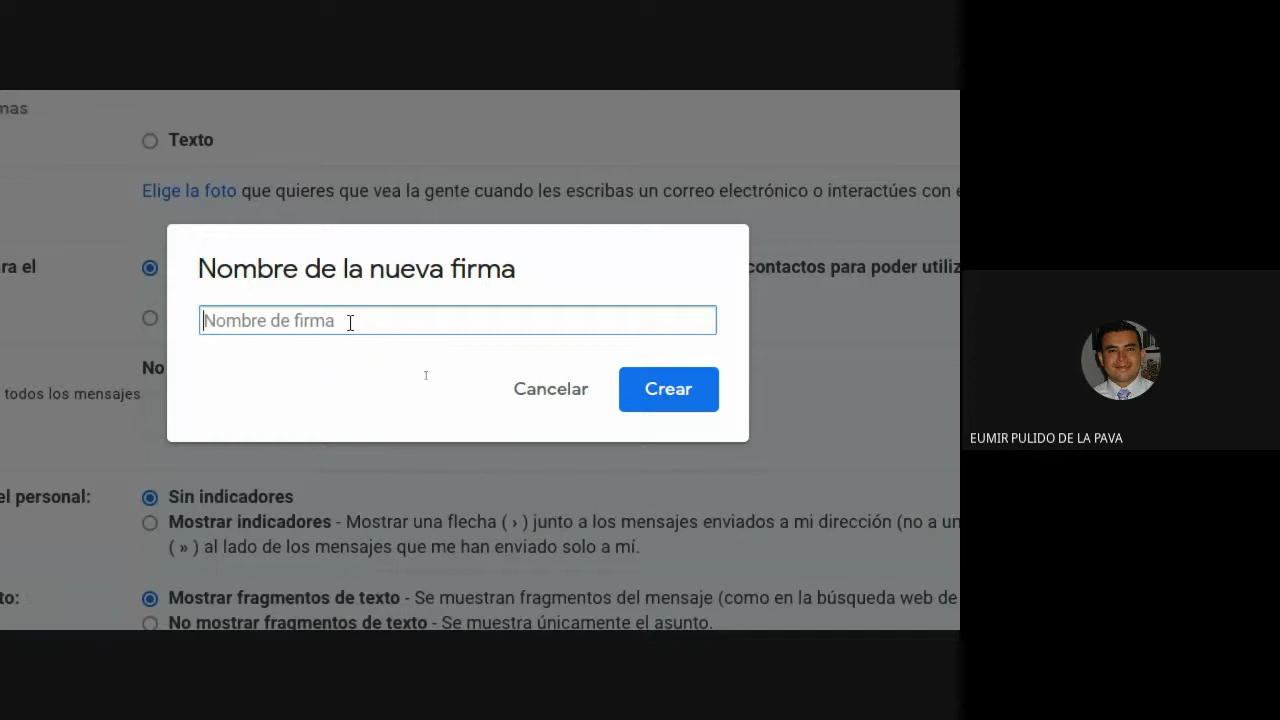 mas
Texto
Elige la foto que quieres que vea la gente cuando les escribas un correo electrónico o interactúes con
Nombre de la nueva firma
ra el
contactos para poder utiliz
Nombre de firma
No
todos los mensajes
Cancelar
Crear
EUMIR PULIDO DE LA PAVA
el personal:
Sin indicadores
Mostrar indicadores - Mostrar una flecha ( › ) junto a los mensajes enviados a mi dirección (no a un
( » ) al lado de los mensajes que me han enviado solo a mí.
to:
Mostrar fragmentos de texto - Se muestran fragmentos del mensaje (como en la búsqueda web de
No mostrar fragmentos de texto - Se muestra únicamente el asunto.